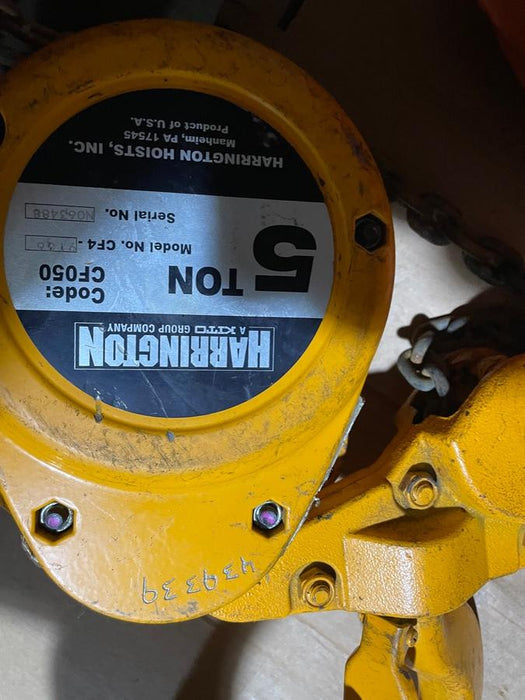 HARRINGTON
A KITO GROUP COMPANY
5 TON
Code:
CF050
Model No. CF4-
Serial No. NO63488
HARRINGTON HOISTS, INC.
Manheim, PA 17545
Product of U.S.A.
439339